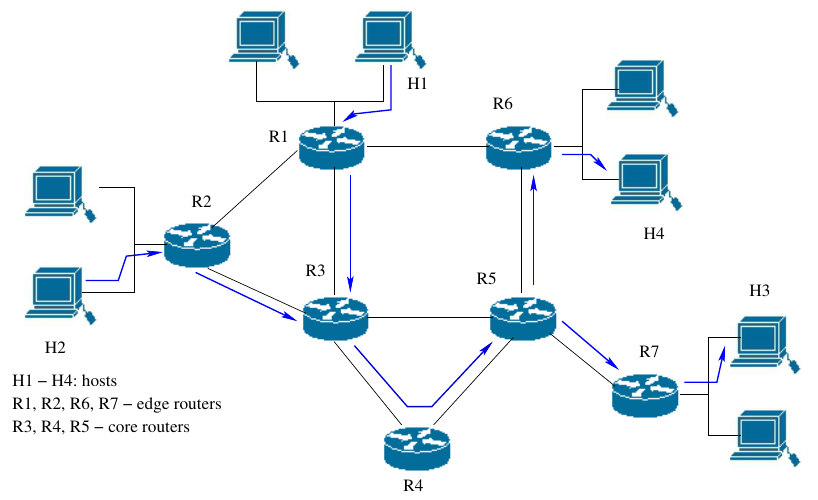 H1
R6
R1
R2
H4
R3
R5
H3
H2
R7
H1 – H4: hosts
R1, R2, R6, R7 – edge routers
R3, R4, R5 – core routers
R4